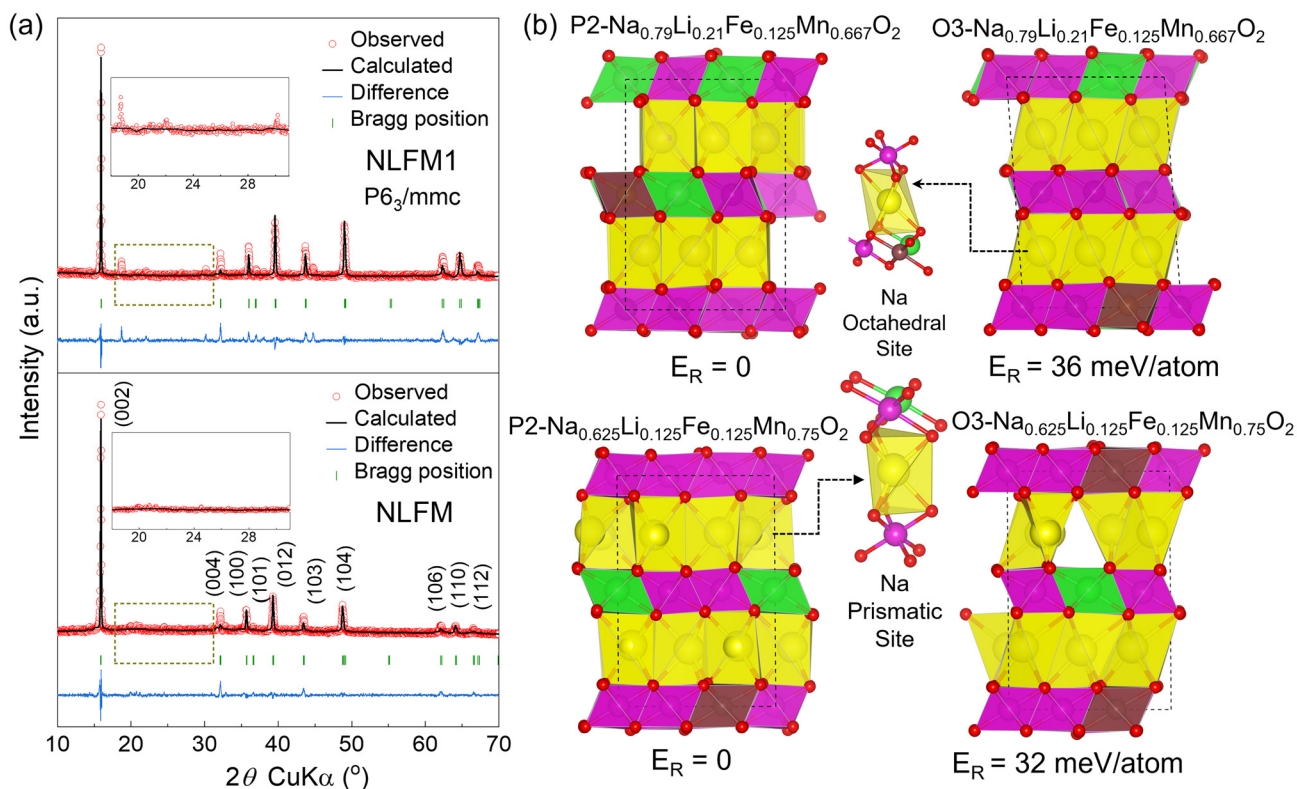 (a)
Observed
Calculated
Difference
Bragg position
NLFM1
P6₃/mmc
20 24 28
Intensity (a.u.)
(002)
Observed
Calculated
Difference
Bragg position
NLFM
20 24 28
(004)
(100)
(101)
(012)
(103)
(104)
(106)
(110)
(112)
10 20 30 40 50 60 70
2θ CuKα (°)
(b)
P2-Na₀.₇₉Li₀.₂₁Fe₀.₁₂₅Mn₀.₆₆₇O₂
O3-Na₀.₇₉Li₀.₂₁Fe₀.₁₂₅Mn₀.₆₆₇O₂
Na
Octahedral
Site
E_R = 0
E_R = 36 meV/atom
P2-Na₀.₆₂₅Li₀.₁₂₅Fe₀.₁₂₅Mn₀.₇₅O₂
O3-Na₀.₆₂₅Li₀.₁₂₅Fe₀.₁₂₅Mn₀.₇₅O₂
Na
Prismatic
Site
E_R = 0
E_R = 32 meV/atom